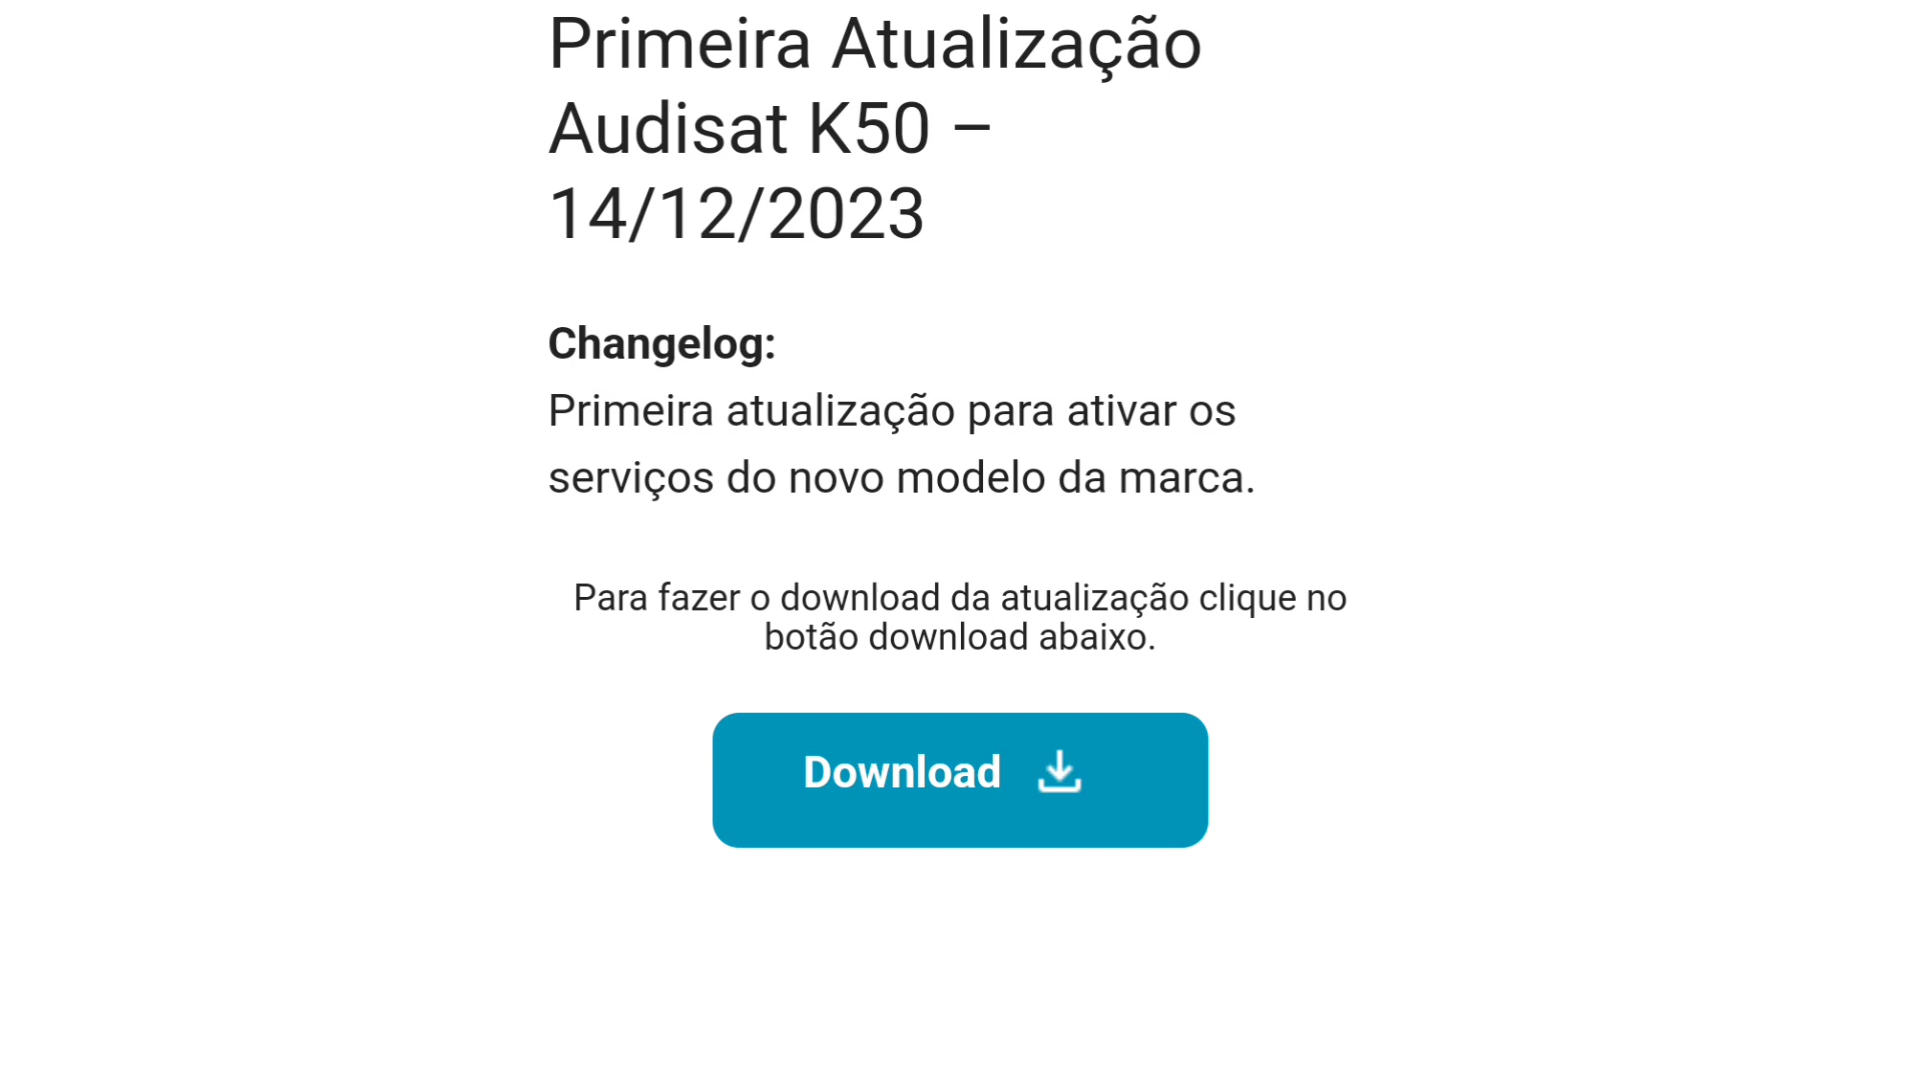 Primeira Atualização
Audisat K50 –
14/12/2023
Changelog:
Primeira atualização para ativar os
serviços do novo modelo da marca.
Para fazer o download da atualização clique no
botão download abaixo.
Download